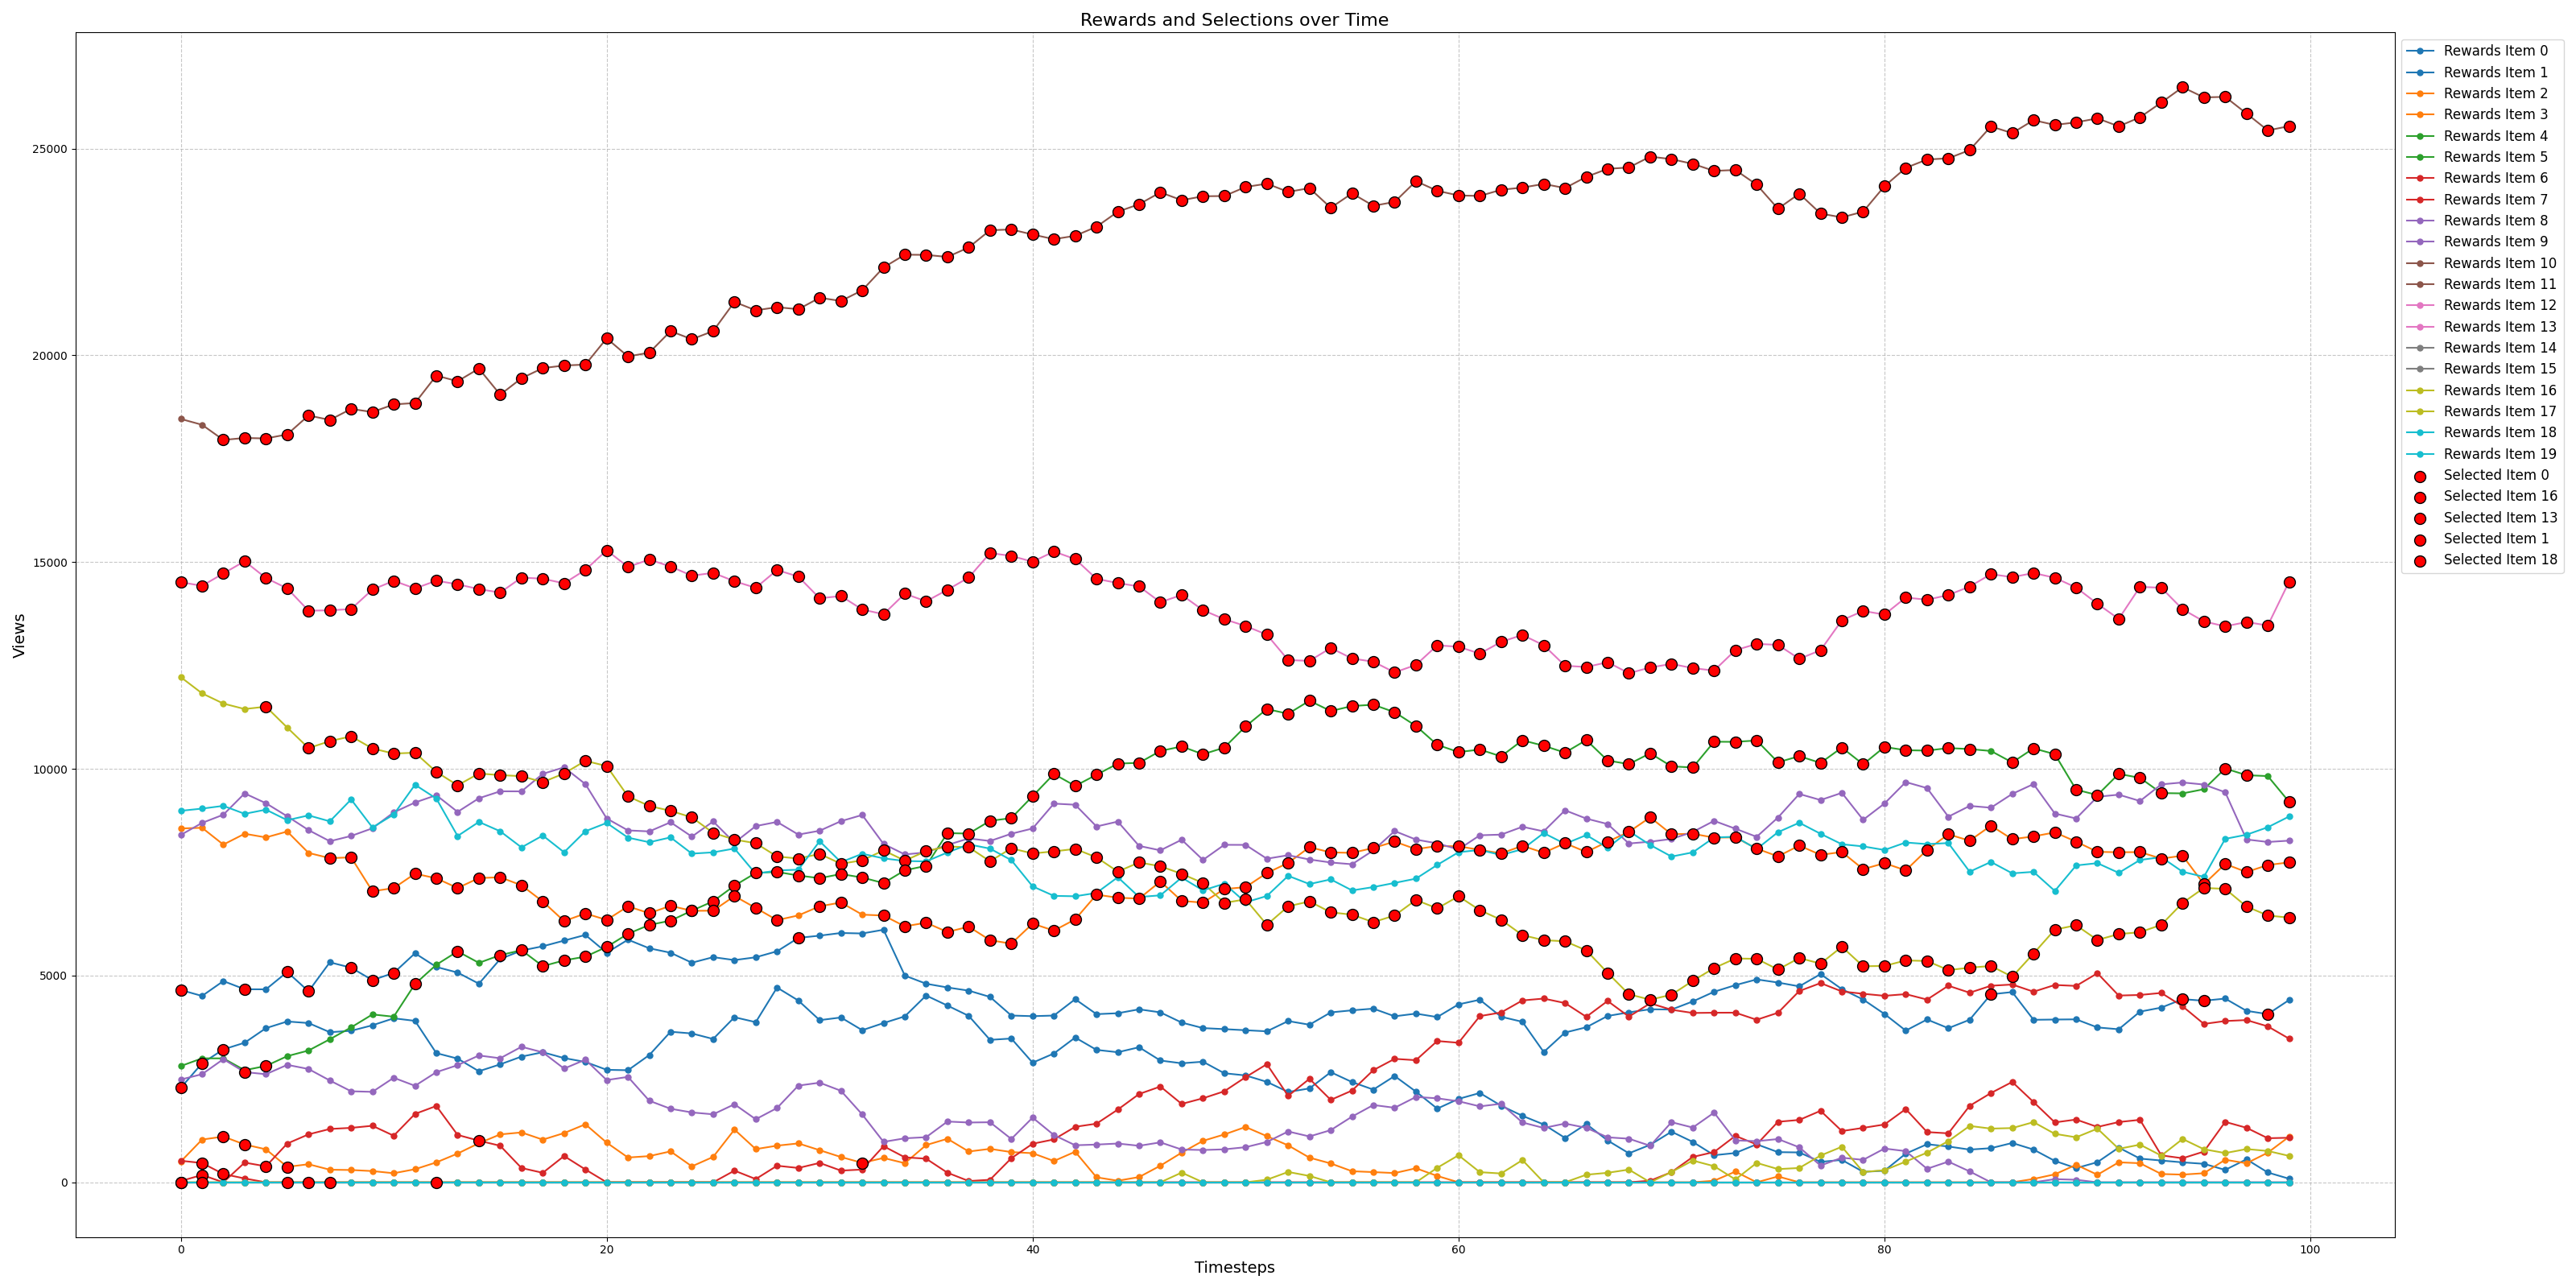 Rewards and Selections over Time
Views
25000
20000
15000
10000
5000
0
0
20
40
60
80
100
Timesteps
Rewards Item 0
Rewards Item 1
Rewards Item 2
Rewards Item 3
Rewards Item 4
Rewards Item 5
Rewards Item 6
Rewards Item 7
Rewards Item 8
Rewards Item 9
Rewards Item 10
Rewards Item 11
Rewards Item 12
Rewards Item 13
Rewards Item 14
Rewards Item 15
Rewards Item 16
Rewards Item 17
Rewards Item 18
Rewards Item 19
Selected Item 0
Selected Item 16
Selected Item 13
Selected Item 1
Selected Item 18